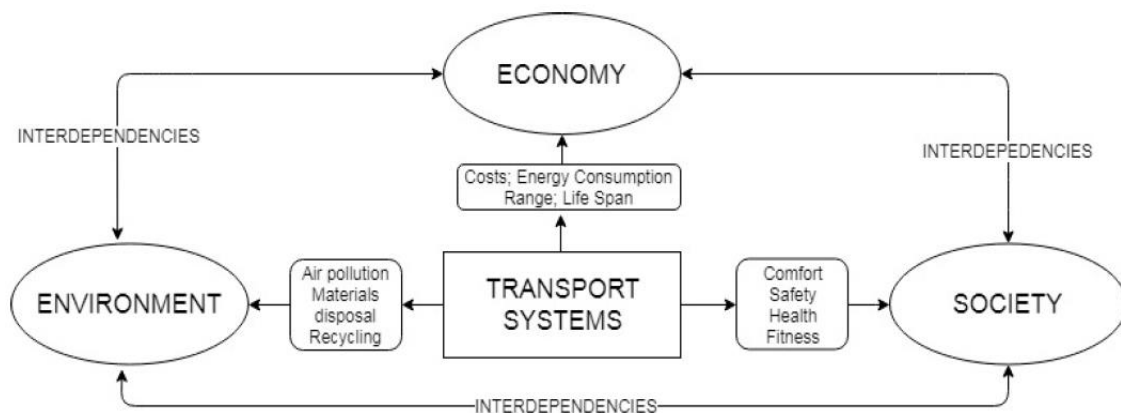 ECONOMY
INTERDEPENDENCIES
INTERDEPEDENCIES
Costs; Energy Consumption
Range; Life Span
ENVIRONMENT
Air pollution
Materials
disposal
Recycling
TRANSPORT
SYSTEMS
Comfort
Safety
Health
Fitness
SOCIETY
INTERDEPENDENCIES